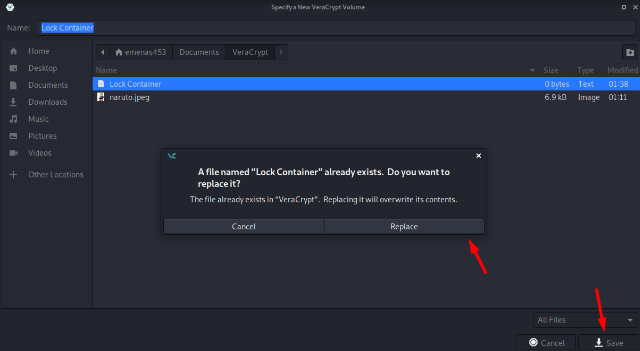 Specify a New VeraCrypt Volume
Name: Lock Container
Home
Desktop
Documents
Downloads
Music
Pictures
Videos
Other Locations
emenas453 Documents VeraCrypt
Name Size Type Modified
Lock Container 0 bytes Text 01:38
naruto.jpeg 6.9 kB Image 01:11
A file named “Lock Container” already exists. Do you want to
replace it?
The file already exists in “VeraCrypt”. Replacing it will overwrite its contents.
Cancel Replace
All Files
Cancel Save